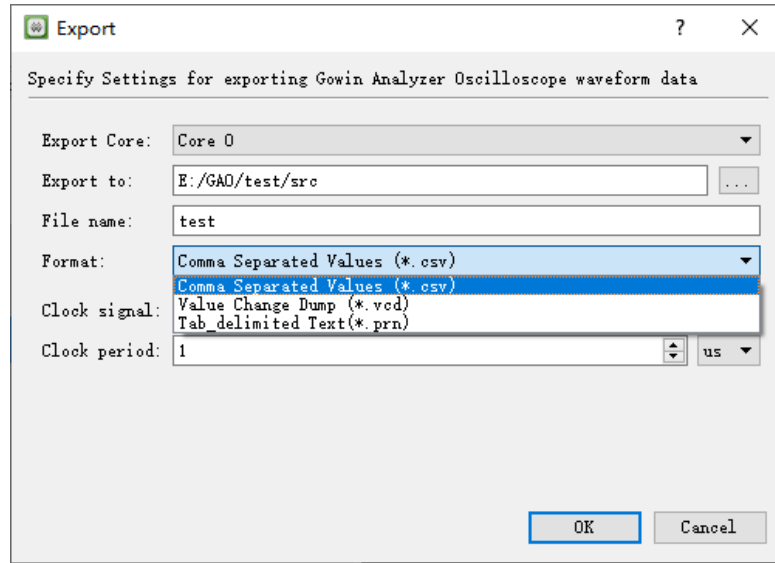 Export
Specify Settings for exporting Gowin Analyzer Oscilloscope waveform data
Export Core: Core 0
Export to: E:/GAO/test/src ...
File name: test
Format: Comma Separated Values (*.csv)
Comma Separated Values (*.csv)
Value Change Dump (*.vcd)
Clock signal:
Tab_delimited Text(*.prn)
Clock period: 1 us
OK Cancel